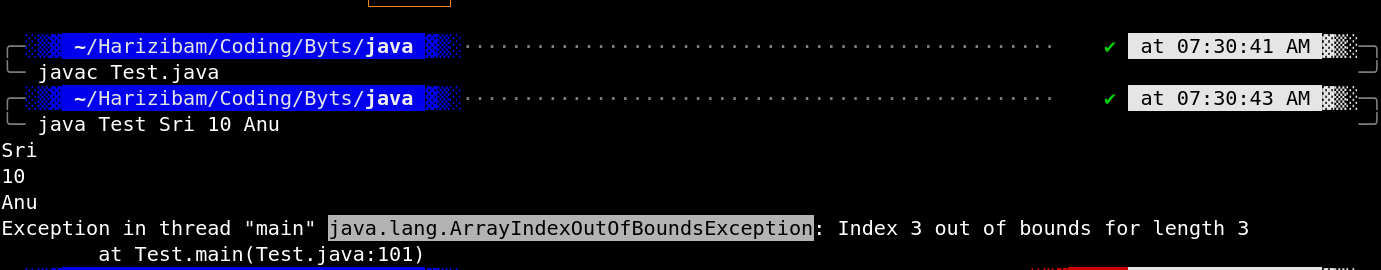 ~/Harizibam/Coding/Byts/java ✔ at 07:30:41 AM
javac Test.java
~/Harizibam/Coding/Byts/java ✔ at 07:30:43 AM
java Test Sri 10 Anu
Sri
10
Anu
Exception in thread "main" java.lang.ArrayIndexOutOfBoundsException: Index 3 out of bounds for length 3
at Test.main(Test.java:101)